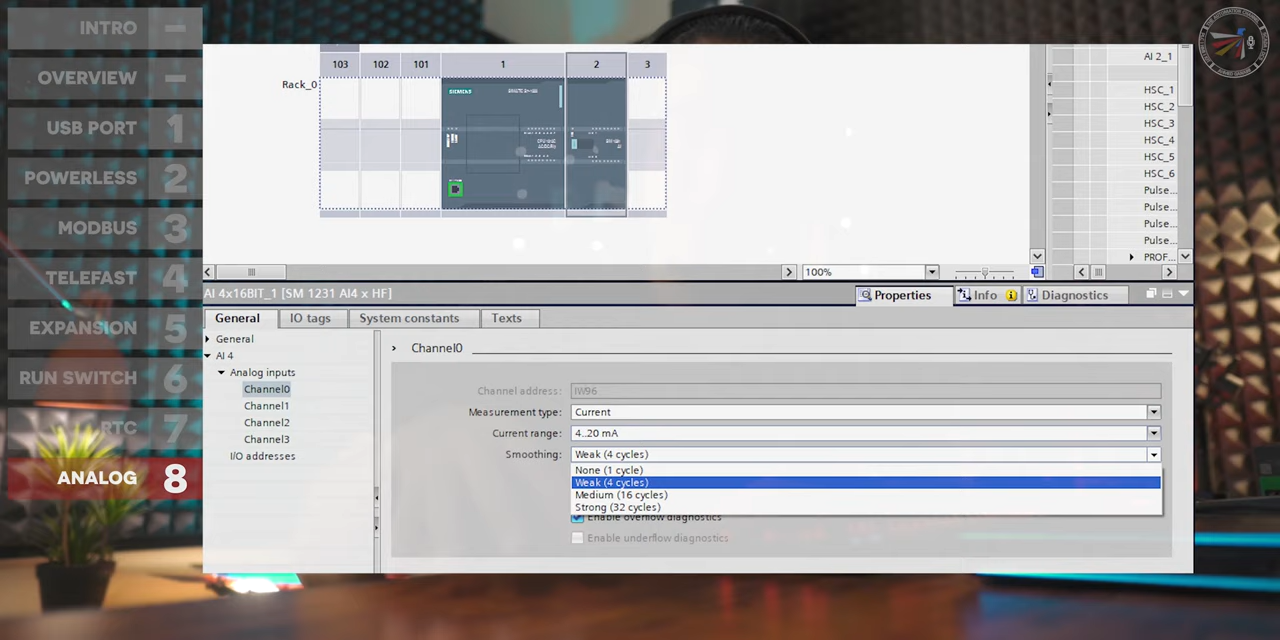 INTRO –
OVERVIEW –
USB PORT 1
POWERLESS 2
MODBUS 3
TELEFAST 4
EXPANSION 5
RUN SWITCH 6
RTC 7
ANALOG 8
103 102 101 1 2 3
Rack_0
SIEMENS
100%
AI 2_1
HSC_1
HSC_2
HSC_3
HSC_4
HSC_5
HSC_6
Pulse...
Pulse...
Pulse...
Pulse...
PROF...
AI 4x16BIT_1 [SM 1231 AI4 x HF]
Properties Info Diagnostics
General IO tags System constants Texts
General
AI 4
Analog inputs
Channel0
Channel1
Channel2
Channel3
I/O addresses
Channel0
Channel address: IW96
Measurement type: Current
Current range: 4..20 mA
Smoothing: Weak (4 cycles)
None (1 cycle)
Weak (4 cycles)
Medium (16 cycles)
Strong (32 cycles)
Enable overflow diagnostics
Enable underflow diagnostics